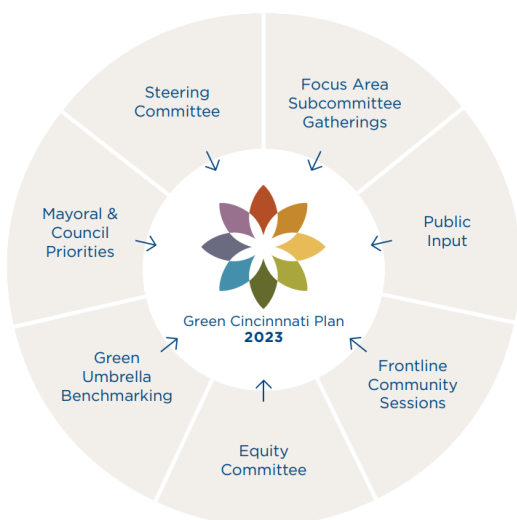 Steering
Committee
Focus Area
Subcommittee
Gatherings
Mayoral &
Council
Priorities
Public
Input
Green Cincinnati Plan
2023
Green
Umbrella
Benchmarking
Frontline
Community
Sessions
Equity
Committee